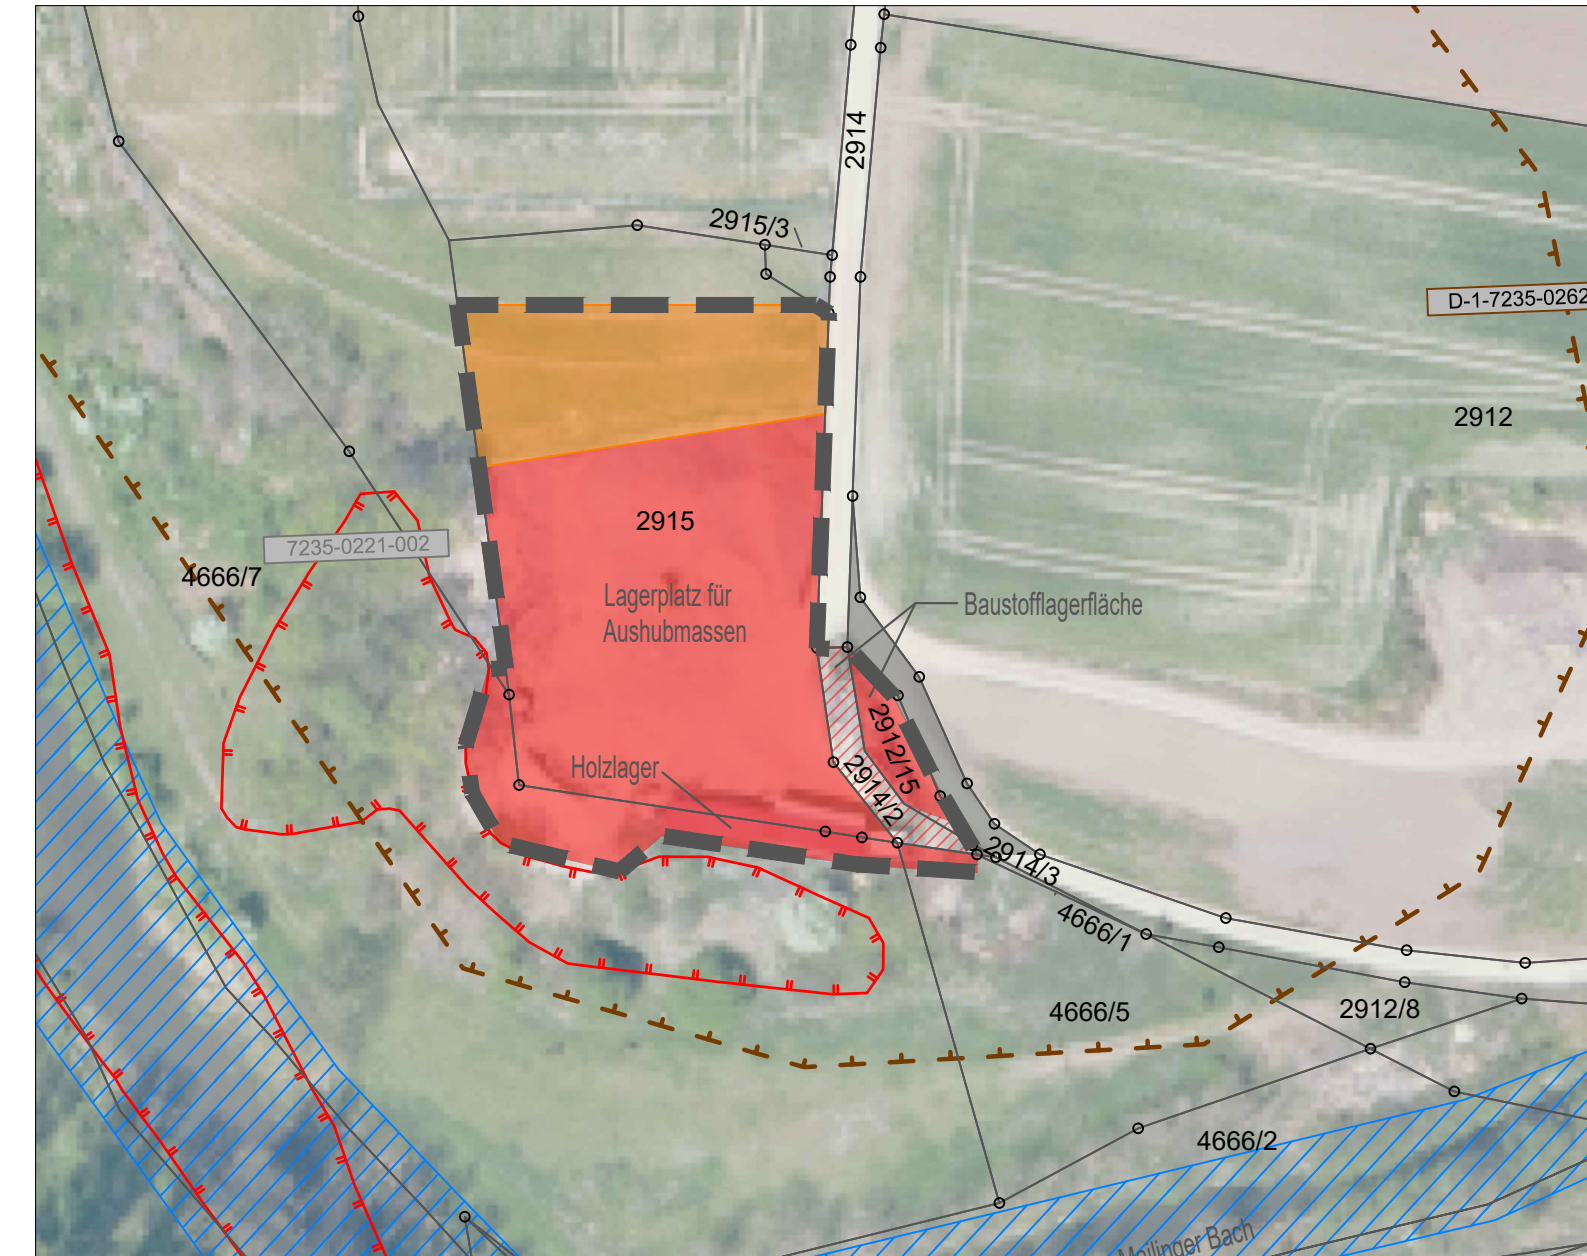 2914
2915/3
D-1-7235-0262
2912
2915
7235-0221-002
4666/7
Lagerplatz für
Aushubmassen
Baustofflagerfläche
2912/15
Holzlager
2914/2
2914/3
4666/1
4666/5
2912/8
4666/2
Mailinger Bach